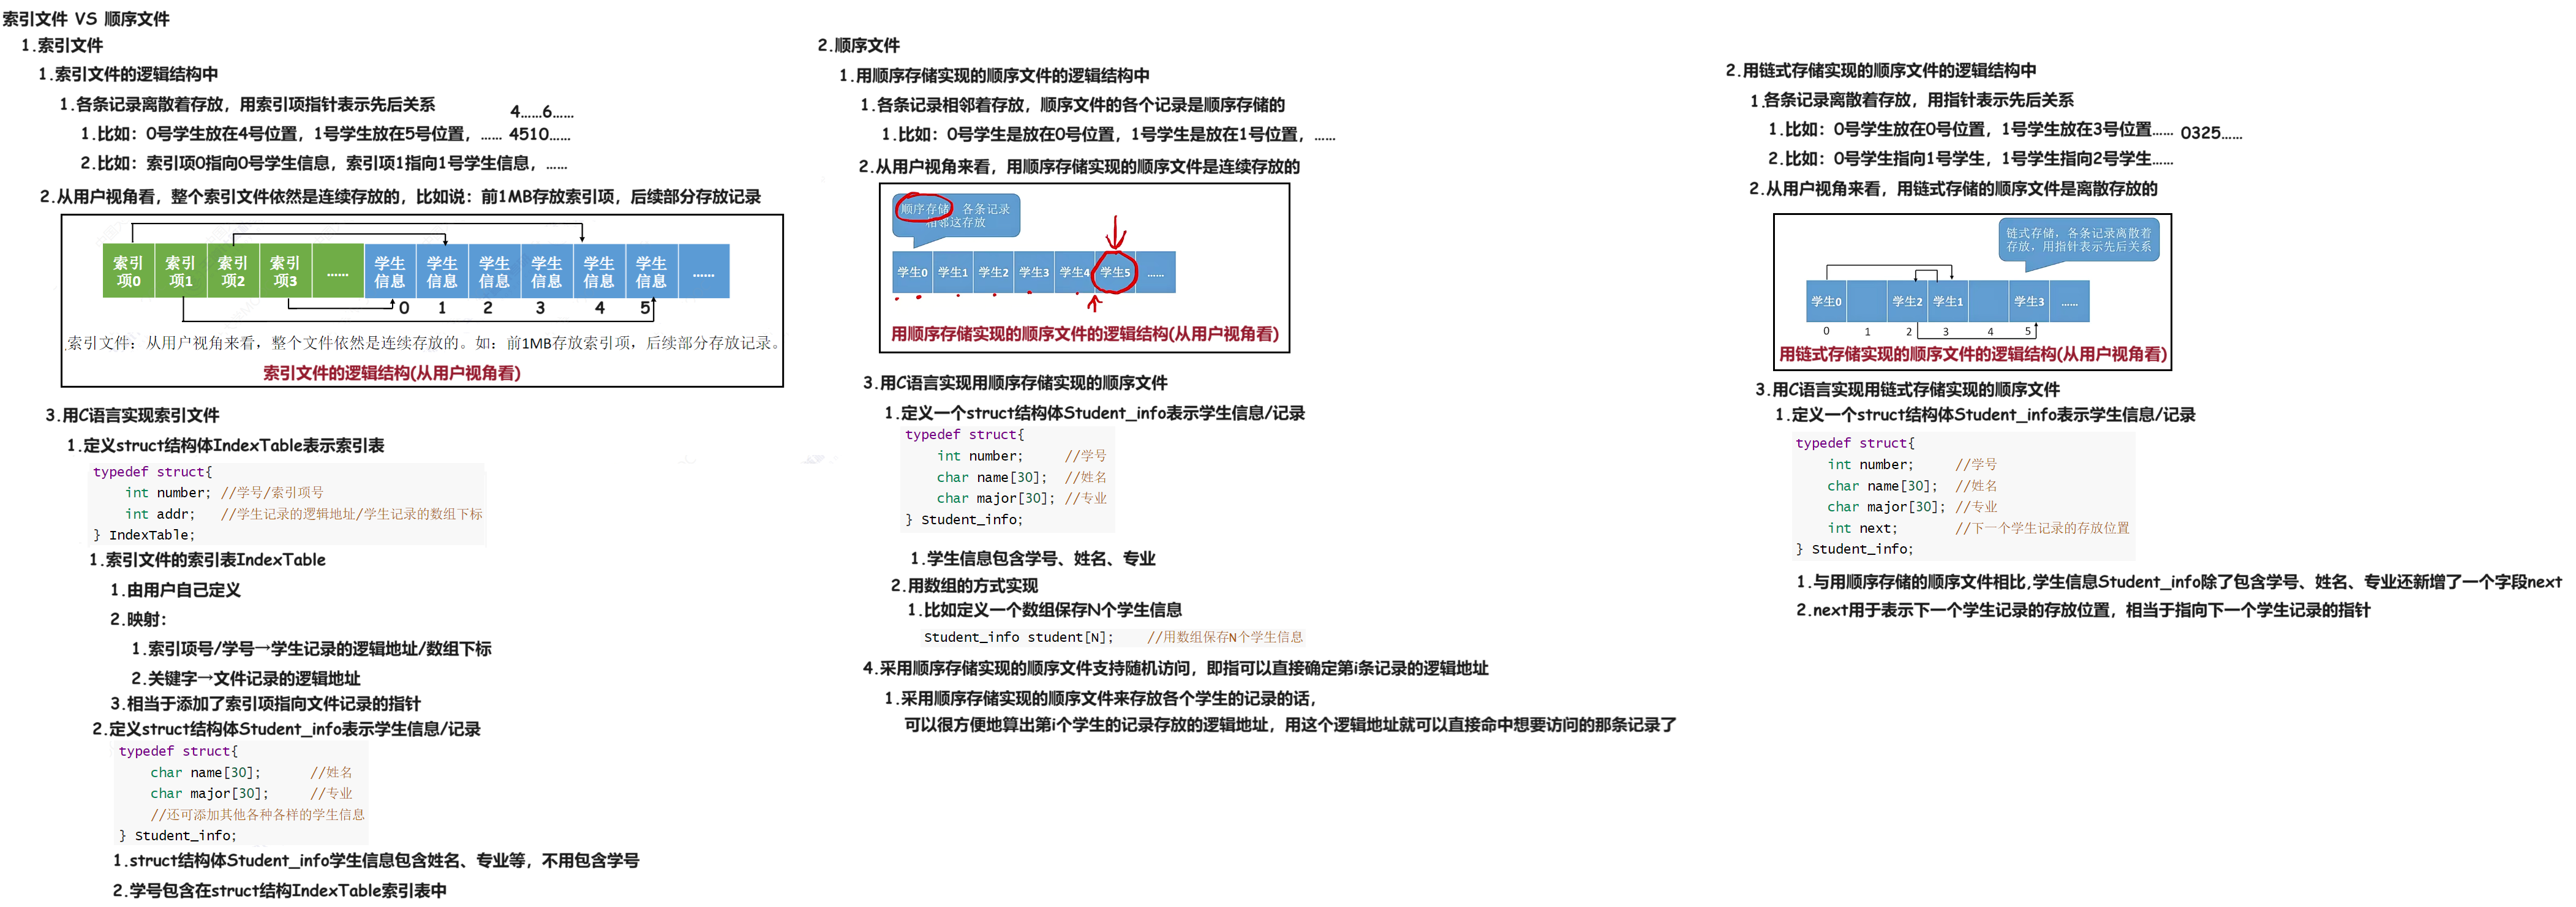 索引文件 VS 顺序文件
1.索引文件
1.索引文件的逻辑结构中
1.各条记录离散着存放，用索引项指针表示先后关系
4……6……
1.比如：0号学生放在4号位置，1号学生放在5号位置，…… 4510……
2.比如：索引项0指向0号学生信息，索引项1指向1号学生信息，……
2.从用户视角看，整个索引文件依然是连续存放的，比如说：前1MB存放索引项，后续部分存放记录
索引项0 索引项1 索引项2 索引项3 …… 学生信息 学生信息 学生信息 学生信息 学生信息 学生信息 ……
0 1 2 3 4 5
索引文件：从用户视角来看，整个文件依然是连续存放的。如：前1MB存放索引项，后续部分存放记录。
索引文件的逻辑结构(从用户视角看)
3.用C语言实现索引文件
1.定义struct结构体IndexTable表示索引表
typedef struct{
int number; //学号/索引项号
int addr; //学生记录的逻辑地址/学生记录的数组下标
} IndexTable;
1.索引文件的索引表IndexTable
1.由用户自己定义
2.映射：
1.索引项号/学号→学生记录的逻辑地址/数组下标
2.关键字→文件记录的逻辑地址
3.相当于添加了索引项指向文件记录的指针
2.定义struct结构体Student_info表示学生信息/记录
typedef struct{
char name[30]; //姓名
char major[30]; //专业
//还可添加其他各种各样的学生信息
} Student_info;
1.struct结构体Student_info学生信息包含姓名、专业等，不用包含学号
2.学号包含在struct结构IndexTable索引表中
2.顺序文件
1.用顺序存储实现的顺序文件的逻辑结构中
1.各条记录相邻着存放，顺序文件的各个记录是顺序存储的
1.比如：0号学生是放在0号位置，1号学生是放在1号位置，……
2.从用户视角来看，用顺序存储实现的顺序文件是连续存放的
顺序存储 各条记录
相邻这存放
学生0 学生1 学生2 学生3 学生4 学生5 ……
用顺序存储实现的顺序文件的逻辑结构(从用户视角看)
3.用C语言实现用顺序存储实现的顺序文件
1.定义一个struct结构体Student_info表示学生信息/记录
typedef struct{
int number; //学号
char name[30]; //姓名
char major[30]; //专业
} Student_info;
1.学生信息包含学号、姓名、专业
2.用数组的方式实现
1.比如定义一个数组保存N个学生信息
Student_info student[N]; //用数组保存N个学生信息
4.采用顺序存储实现的顺序文件支持随机访问，即指可以直接确定第i条记录的逻辑地址
1.采用顺序存储实现的顺序文件来存放各个学生的记录的话，
可以很方便地算出第i个学生的记录存放的逻辑地址，用这个逻辑地址就可以直接命中想要访问的那条记录了
2.用链式存储实现的顺序文件的逻辑结构中
1.各条记录离散着存放，用指针表示先后关系
1.比如：0号学生放在0号位置，1号学生放在3号位置…… 0325……
2.比如：0号学生指向1号学生，1号学生指向2号学生……
2.从用户视角来看，用链式存储的顺序文件是离散存放的
链式存储，各条记录离散着
存放，用指针表示先后关系
学生0 学生2 学生1 学生3 ……
0 1 2 3 4 5
用链式存储实现的顺序文件的逻辑结构(从用户视角看)
3.用C语言实现用链式存储实现的顺序文件
1.定义一个struct结构体Student_info表示学生信息/记录
typedef struct{
int number; //学号
char name[30]; //姓名
char major[30]; //专业
int next; //下一个学生记录的存放位置
} Student_info;
1.与用顺序存储的顺序文件相比,学生信息Student_info除了包含学号、姓名、专业还新增了一个字段next
2.next用于表示下一个学生记录的存放位置，相当于指向下一个学生记录的指针